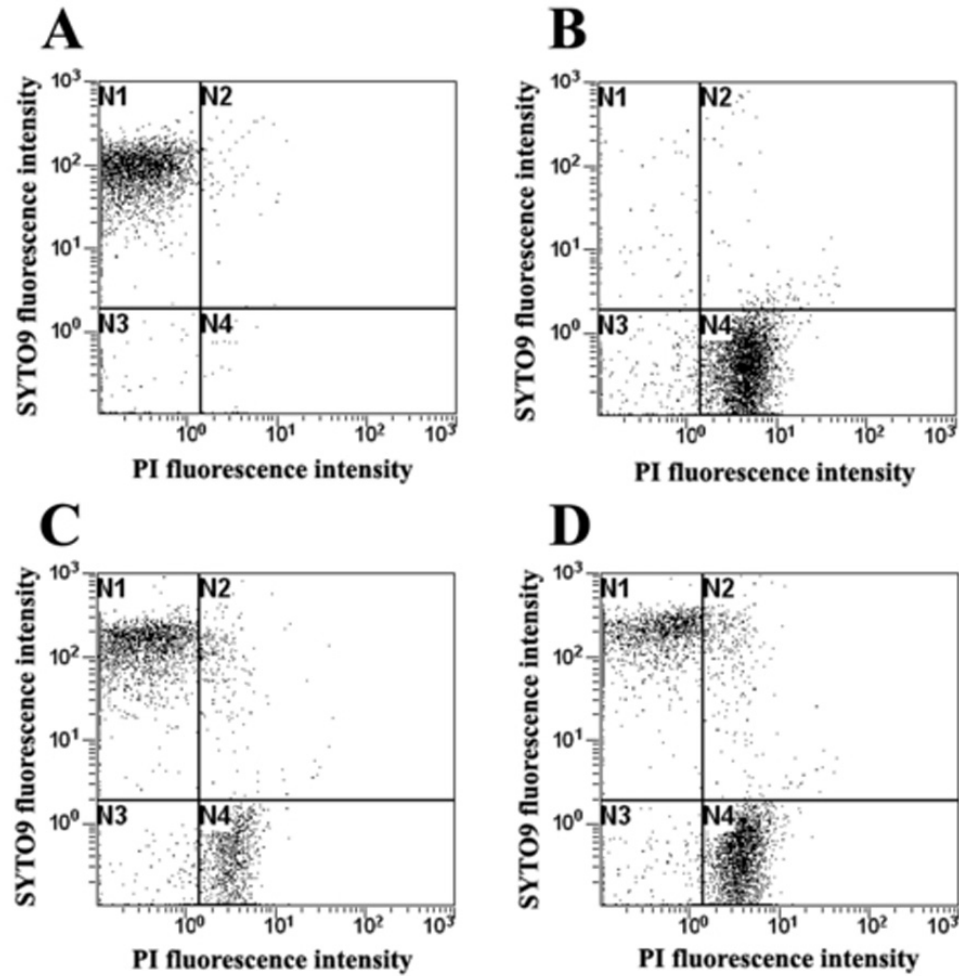 A
B
SYTO9 fluorescence intensity
10³
10²
10¹
10⁰
N1
N2
N3
N4
10⁰
10¹
10²
10³
PI fluorescence intensity
SYTO9 fluorescence intensity
10³
10²
10¹
10⁰
N1
N2
N3
N4
10⁰
10¹
10²
10³
PI fluorescence intensity
C
D
SYTO9 fluorescence intensity
10³
10²
10¹
10⁰
N1
N2
N3
N4
10⁰
10¹
10²
10³
PI fluorescence intensity
SYTO9 fluorescence intensity
10³
10²
10¹
10⁰
N1
N2
N3
N4
10⁰
10¹
10²
10³
PI fluorescence intensity